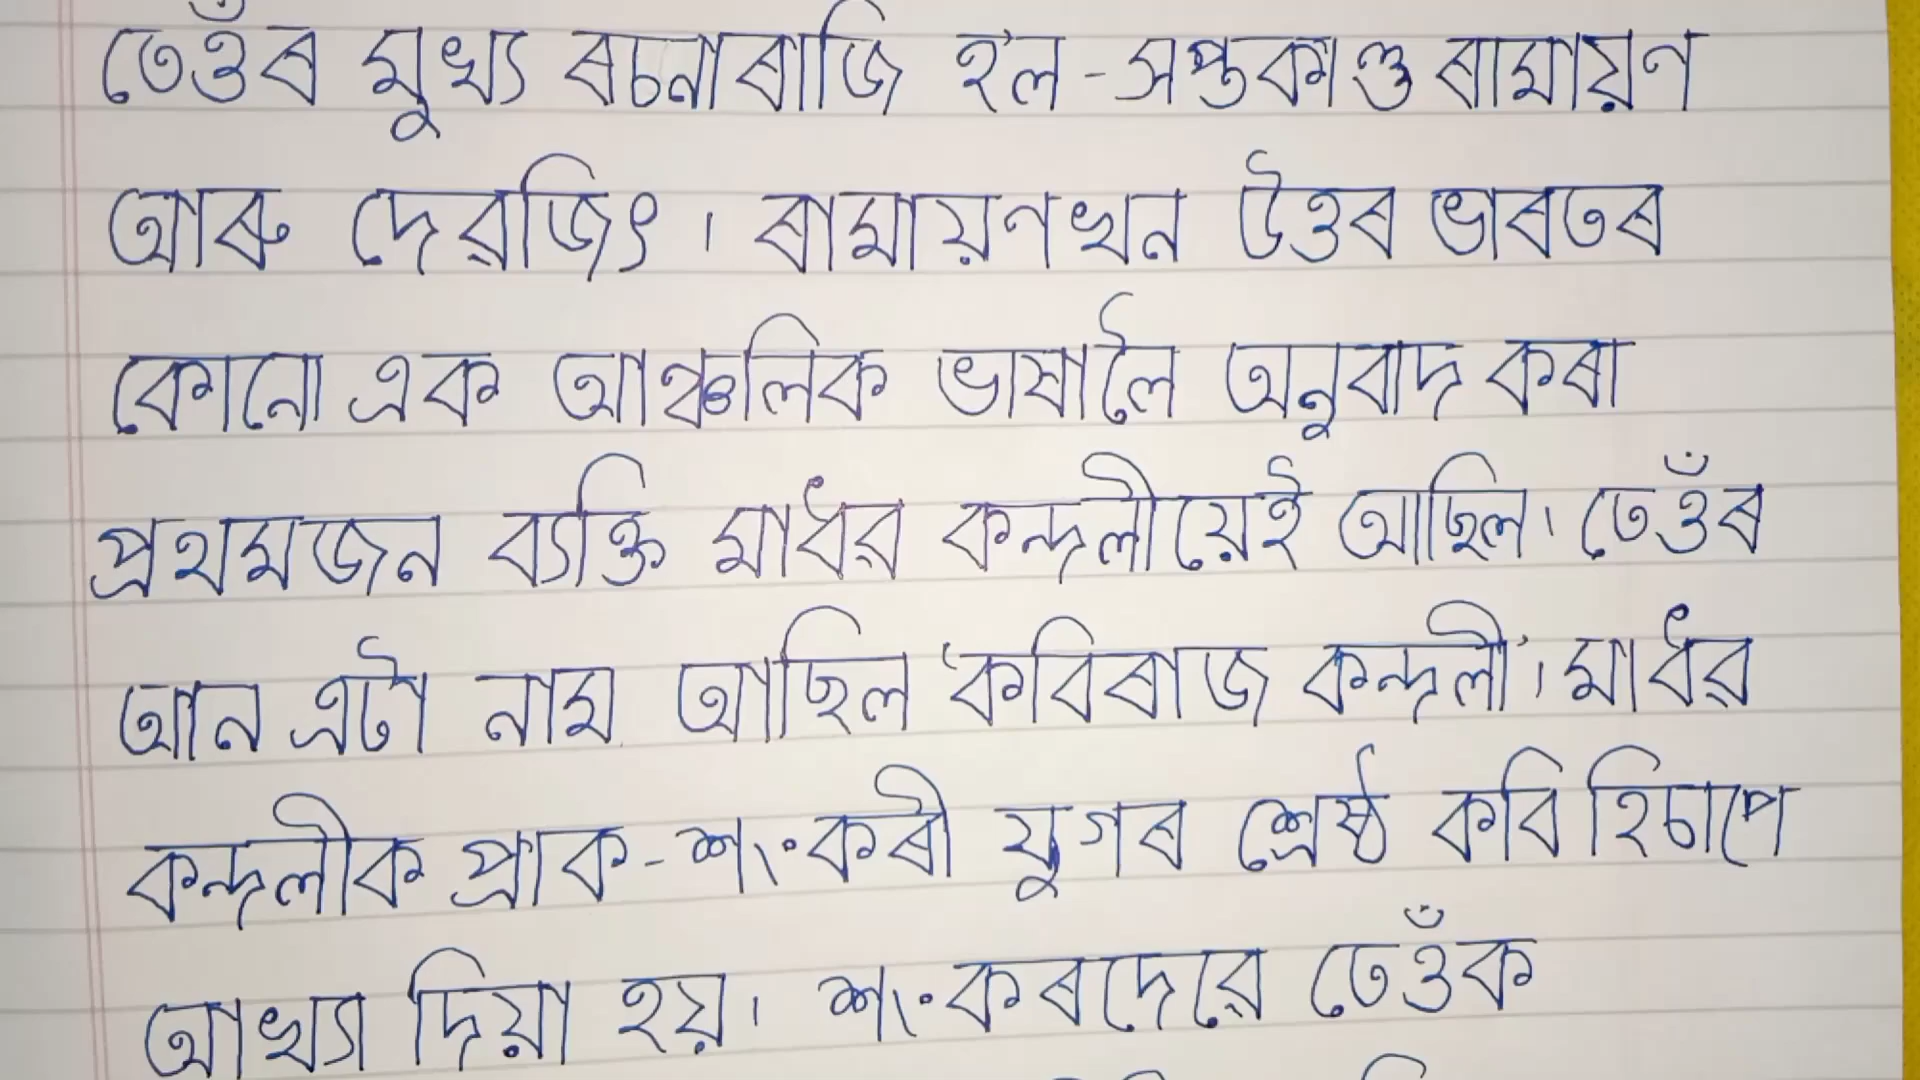 তেওঁৰ মুখ্য ৰচনাৰাজি হ'ল - সপ্তকাণ্ড ৰামায়ণ
আৰু দেৱজিৎ। ৰামায়ণখন উত্তৰ ভাৰতৰ
কোনো এক আঞ্চলিক ভাষালৈ অনুবাদ কৰা
প্ৰথমজন ব্যক্তি মাধৱ কন্দলীয়েই আছিল। তেওঁৰ
আন এটা নাম আছিল 'কবিৰাজ কন্দলী'। মাধৱ
কন্দলীক প্ৰাক-শংকৰী যুগৰ শ্ৰেষ্ঠ কবি হিচাপে
আখ্যা দিয়া হয়। শংকৰদেৱে তেওঁক